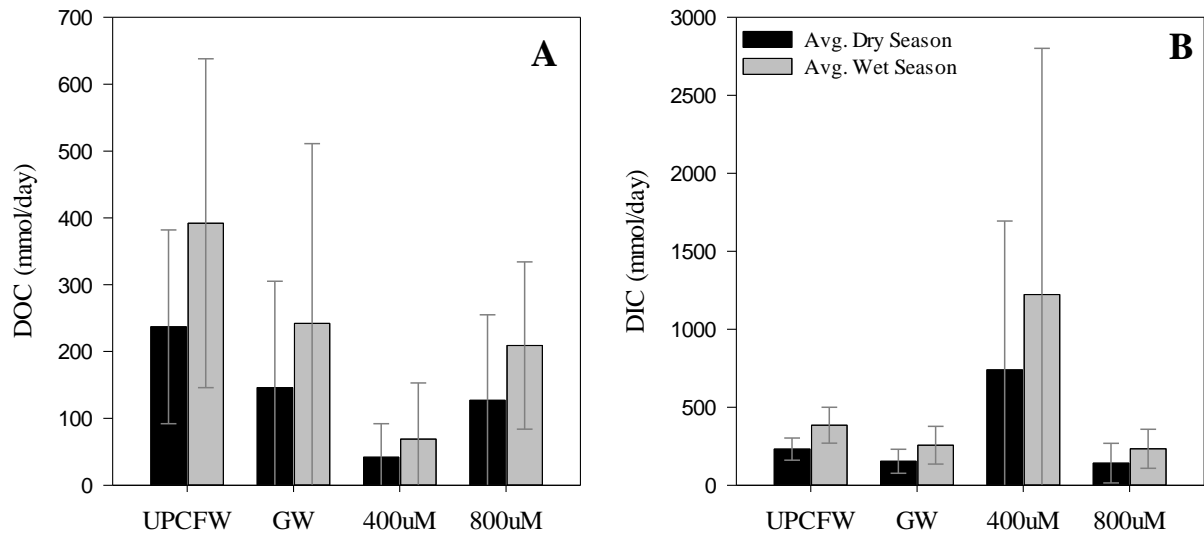 A
DOC (mmol/day)
700
600
500
400
300
200
100
0
UPCFW GW 400uM 800uM
B
Avg. Dry Season
Avg. Wet Season
DIC (mmol/day)
3000
2500
2000
1500
1000
500
0
UPCFW GW 400uM 800uM